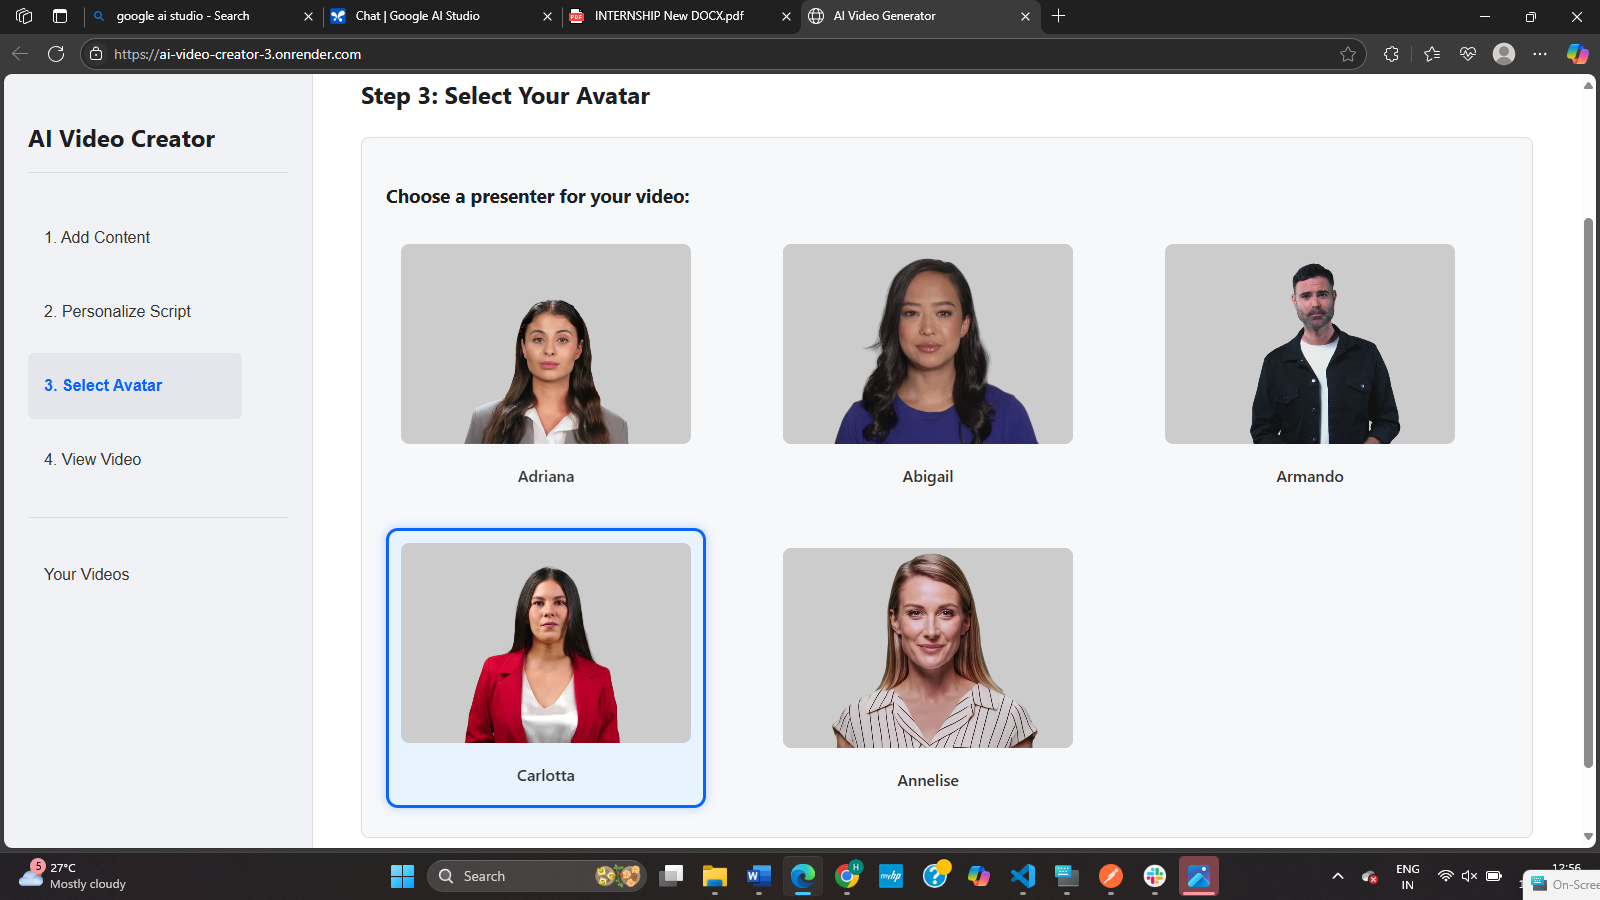 google ai studio - Search
Chat | Google AI Studio
PDF
INTERNSHIP New DOCX.pdf
AI Video Generator
https://ai-video-creator-3.onrender.com
AI Video Creator
1. Add Content
2. Personalize Script
3. Select Avatar
4. View Video
Your Videos
Step 3: Select Your Avatar
Choose a presenter for your video:
Adriana
Abigail
Armando
Carlotta
Annelise
5
27°C
Mostly cloudy
Search
W
H
myhp
?
ENG
IN
12:56
On-Scree